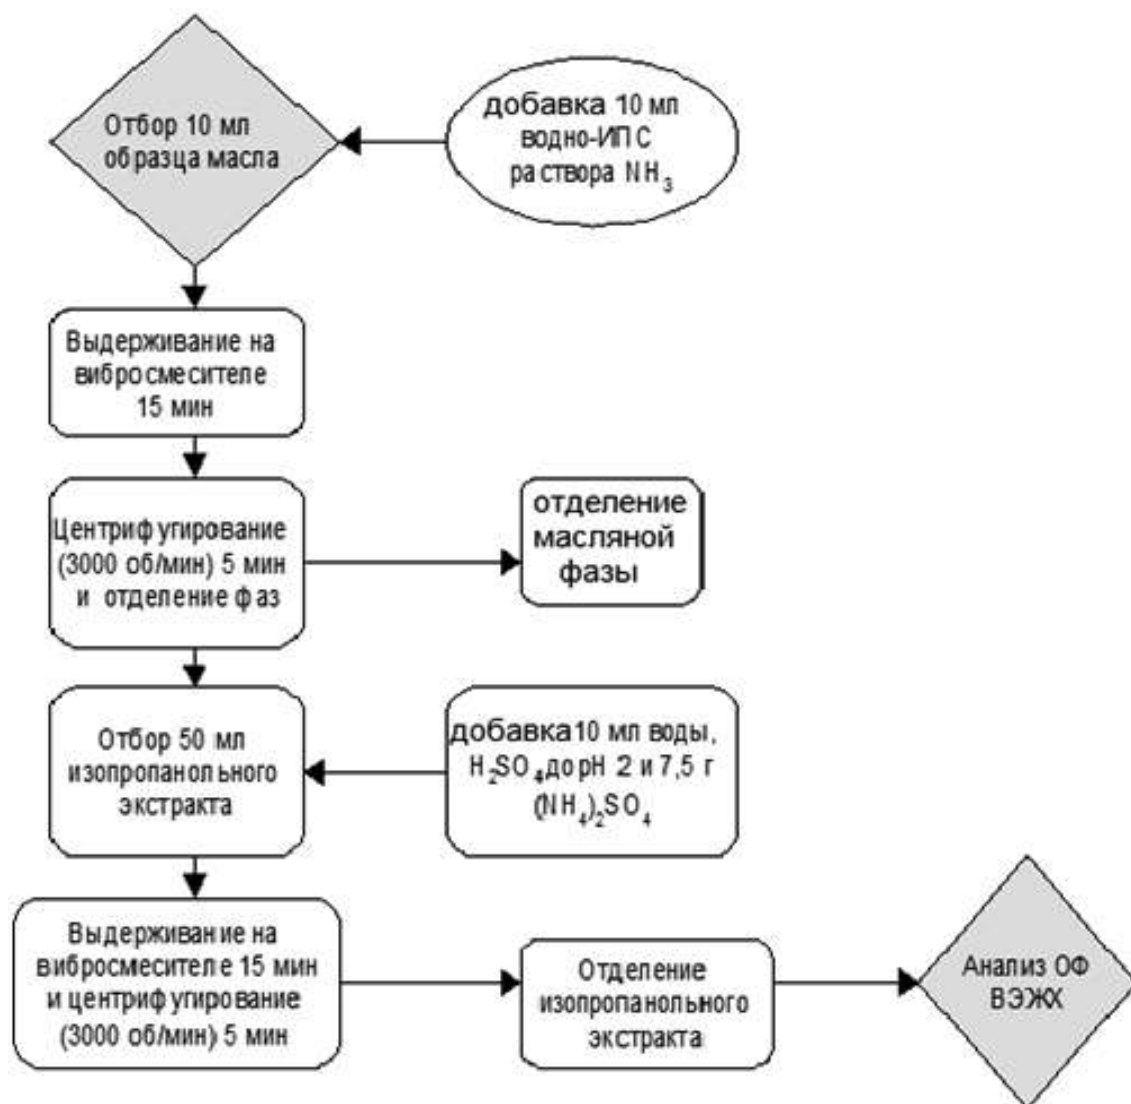 Отбор 10 мл
образца масла
добавка 10 мл
водно-ИПС
раствора NH₃
Выдерживание на
вибросмесителе
15 мин
Центрифугирование
(3000 об/мин) 5 мин
и отделение фаз
отделение
масляной
фазы
Отбор 50 мл
изопропанольного
экстракта
добавка10 мл воды,
H₂SO₄ до pH 2 и 7,5 г
(NH₄)₂SO₄
Выдерживание на
вибросмесителе 15 мин
и центрифугирование
(3000 об/мин) 5 мин
Отделение
изопропанольного
экстракта
Анализ ОФ
ВЭЖХ